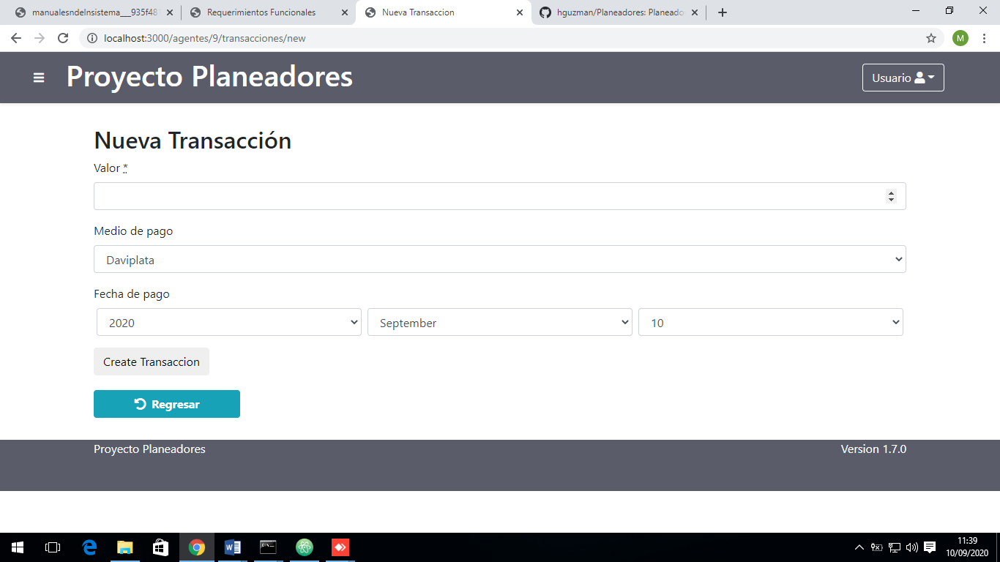 manualesndelnsistema___935f48
Requerimientos Funcionales
Nueva Transaccion
hguzman/Planeadores: Planeado
localhost:3000/agentes/9/transacciones/new
M
Proyecto Planeadores
Usuario
Nueva Transacción
Valor *
Medio de pago
Daviplata
Fecha de pago
2020
September
10
Create Transaccion
Regresar
Proyecto Planeadores
Version 1.7.0
11:39
10/09/2020